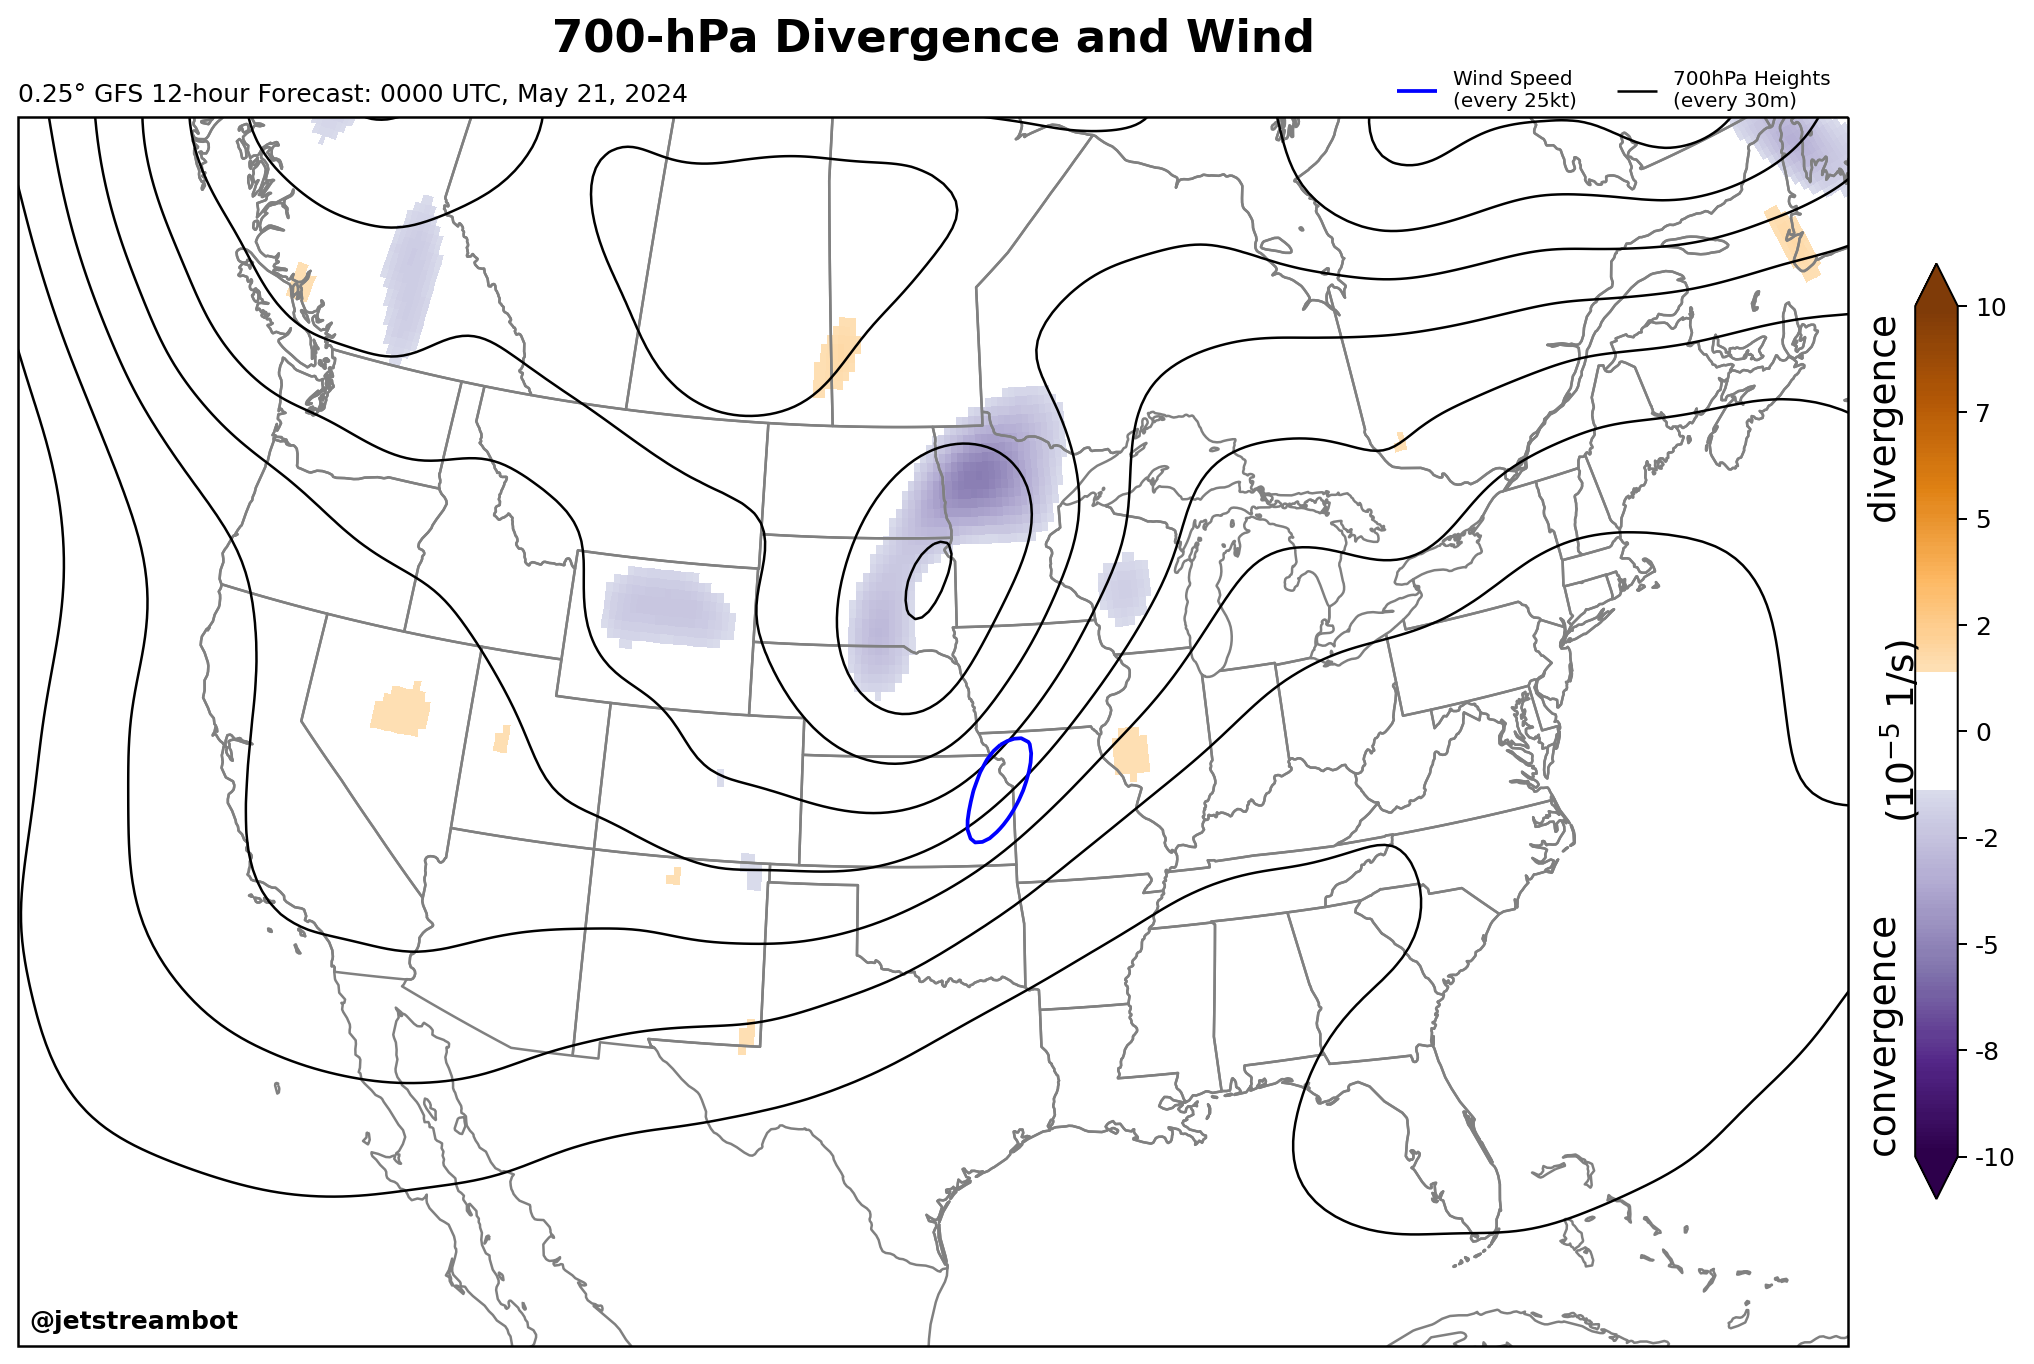 700-hPa Divergence and Wind
0.25° GFS 12-hour Forecast: 0000 UTC, May 21, 2024
Wind Speed
(every 25kt)
700hPa Heights
(every 30m)
10
7
5
2
0
-2
-5
-8
-10
divergence
(10⁻⁵ 1/s)
convergence
@jetstreambot